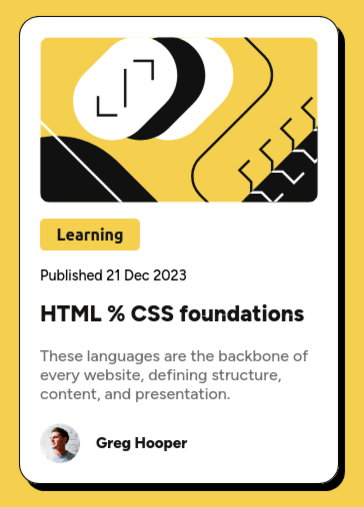 Learning
Published 21 Dec 2023
HTML % CSS foundations
These languages are the backbone of
every website, defining structure,
content, and presentation.
Greg Hooper